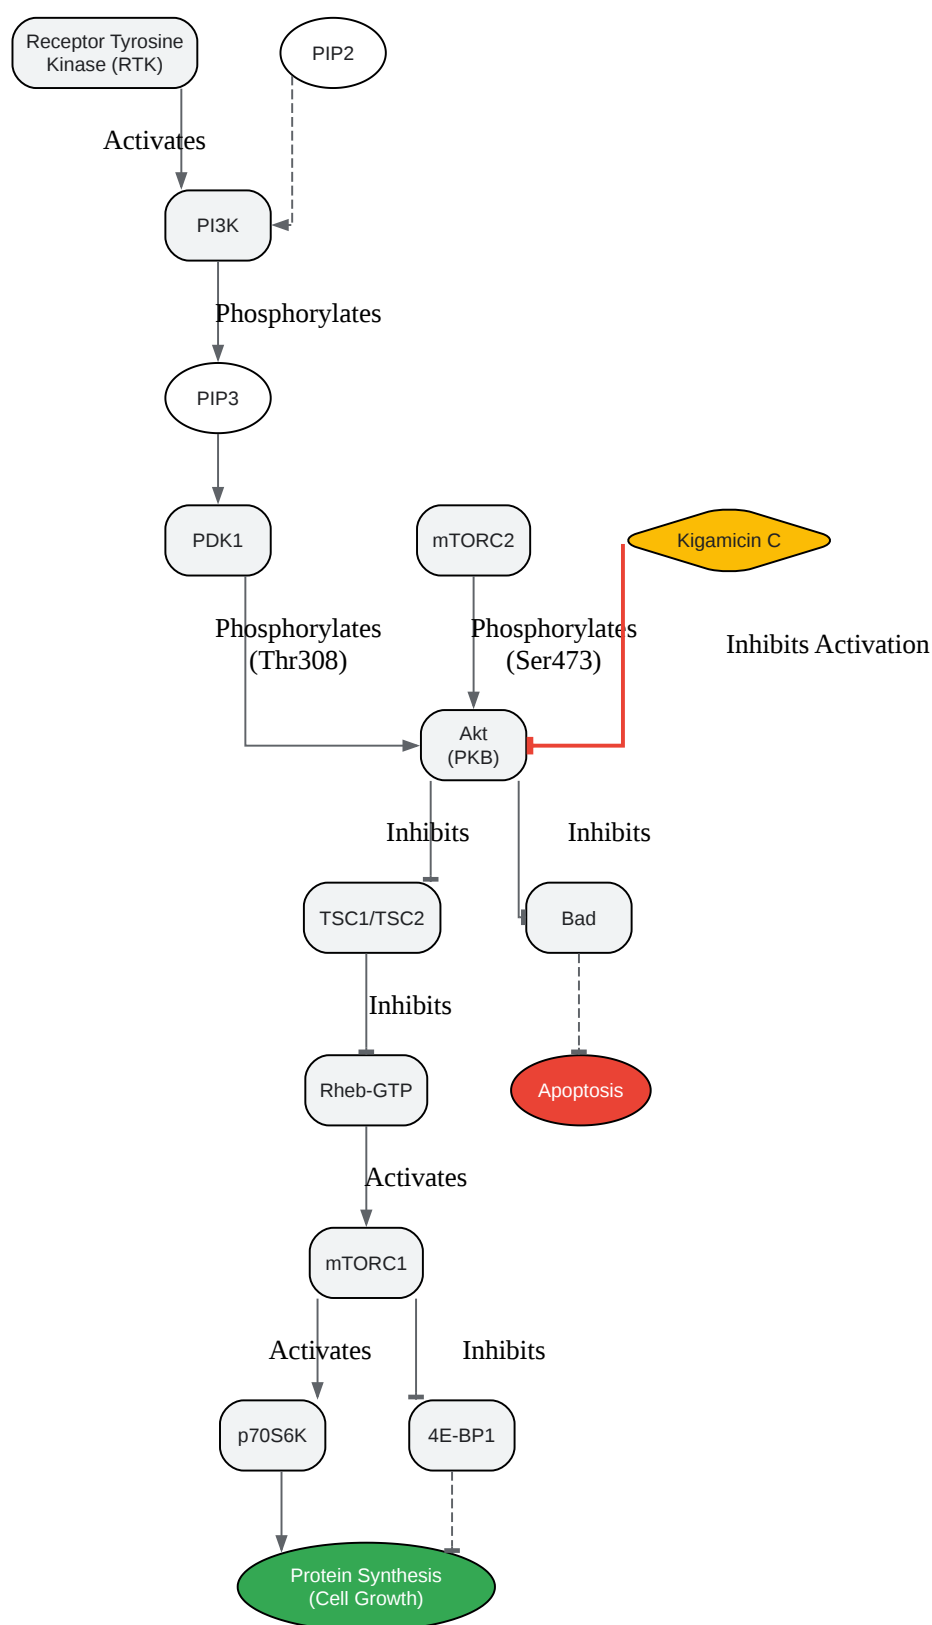 Receptor Tyrosine
Kinase (RTK)
PIP2
Activates
PI3K
Phosphorylates
PIP3
PDK1
mTORC2
Kigamicin C
Phosphorylates
(Thr308)
Phosphorylates
(Ser473)
Inhibits Activation
Akt
(PKB)
Inhibits
Inhibits
TSC1/TSC2
Bad
Inhibits
Rheb-GTP
Apoptosis
Activates
mTORC1
Activates
Inhibits
p70S6K
4E-BP1
Protein Synthesis
(Cell Growth)